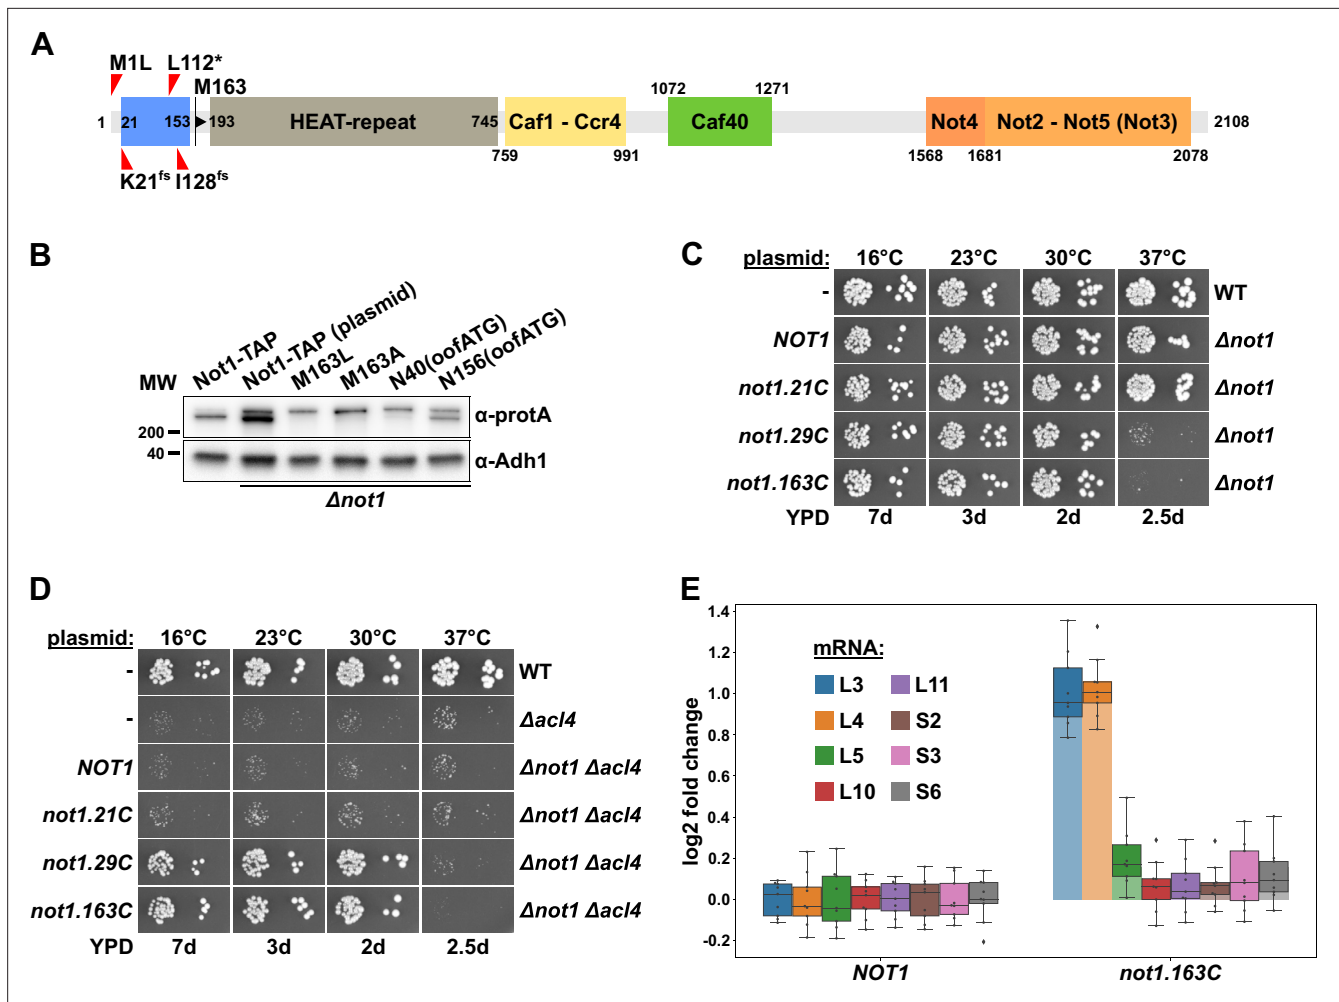 A
M1L L112*
M163
1 21 153 193 HEAT-repeat 745 Caf1 - Ccr4 Caf40 Not4 Not2 - Not5 (Not3) 2108
1072 1271
759 991 1568 1681 2078
K21fs I128fs
B
MW Not1-TAP Not1-TAP (plasmid) M163L M163A N40(oofATG) N156(oofATG)
200 α-protA
40 α-Adh1
Δnot1
C
plasmid: 16°C 23°C 30°C 37°C
- WT
NOT1 Δnot1
not1.21C Δnot1
not1.29C Δnot1
not1.163C Δnot1
YPD 7d 3d 2d 2.5d
D
plasmid: 16°C 23°C 30°C 37°C
- WT
- Δacl4
NOT1 Δnot1 Δacl4
not1.21C Δnot1 Δacl4
not1.29C Δnot1 Δacl4
not1.163C Δnot1 Δacl4
YPD 7d 3d 2d 2.5d
E
log2 fold change
1.4
1.2
1.0
0.8
0.6
0.4
0.2
0.0
-0.2
mRNA:
L3 L11
L4 S2
L5 S3
L10 S6
NOT1 not1.163C